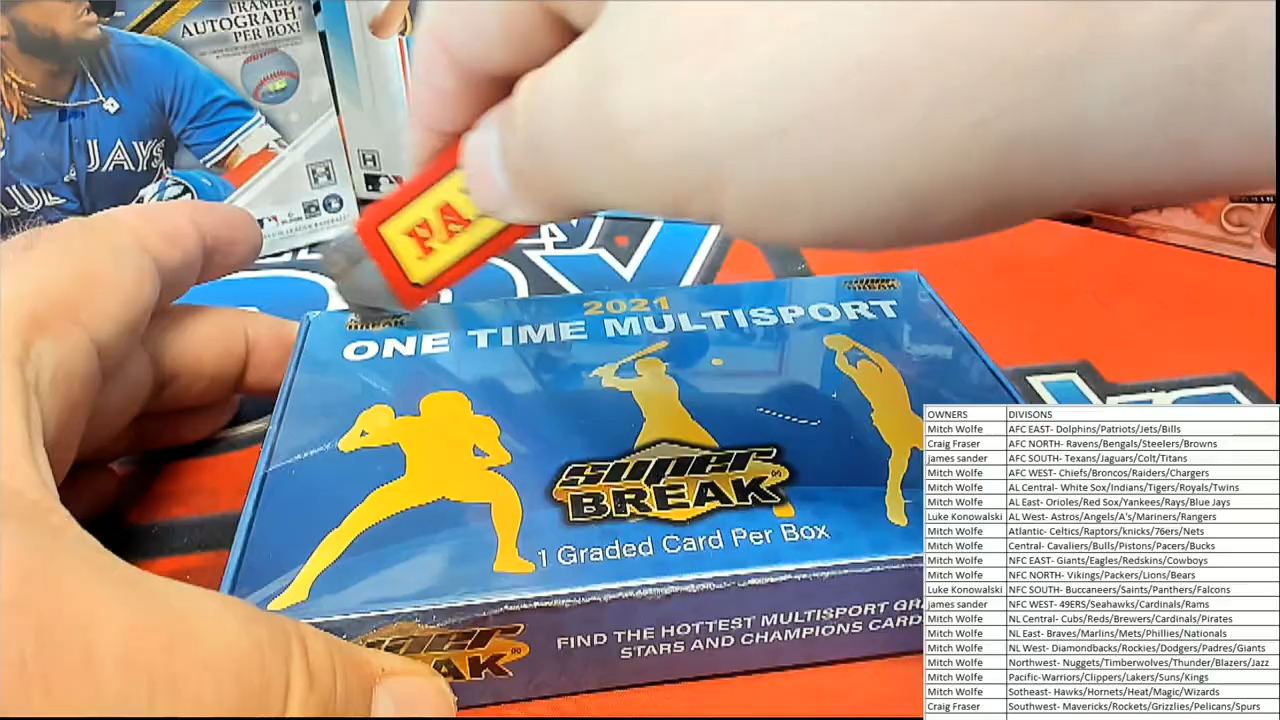 FRAMED
AUTOGRAPH
PER BOX!
BLUE JAYS
FA
2021
SUPER BREAK
SUPER BREAK
ONE TIME MULTISPORT
SUPER
BREAK
1 Graded Card Per Box
FIND THE HOTTEST MULTISPORT GR
STARS AND CHAMPIONS CARD
OWNERS DIVISONS
Mitch Wolfe AFC EAST- Dolphins/Patriots/Jets/Bills
Craig Fraser AFC NORTH- Ravens/Bengals/Steelers/Browns
james sander AFC SOUTH- Texans/Jaguars/Colt/Titans
Mitch Wolfe AFC WEST- Chiefs/Broncos/Raiders/Chargers
Mitch Wolfe AL Central- White Sox/Indians/Tigers/Royals/Twins
Mitch Wolfe AL East- Orioles/Red Sox/Yankees/Rays/Blue Jays
Luke Konowalski AL West- Astros/Angels/A's/Mariners/Rangers
Mitch Wolfe Atlantic- Celtics/Raptors/knicks/76ers/Nets
Mitch Wolfe Central- Cavaliers/Bulls/Pistons/Pacers/Bucks
Mitch Wolfe NFC EAST- Giants/Eagles/Redskins/Cowboys
Mitch Wolfe NFC NORTH- Vikings/Packers/Lions/Bears
Luke Konowalski NFC SOUTH- Buccaneers/Saints/Panthers/Falcons
james sander NFC WEST- 49ERS/Seahawks/Cardinals/Rams
Mitch Wolfe NL Central- Cubs/Reds/Brewers/Cardinals/Pirates
Mitch Wolfe NL East- Braves/Marlins/Mets/Phillies/Nationals
Mitch Wolfe NL West- Diamondbacks/Rockies/Dodgers/Padres/Giants
Mitch Wolfe Northwest- Nuggets/Timberwolves/Thunder/Blazers/Jazz
Mitch Wolfe Pacific-Warriors/Clippers/Lakers/Suns/Kings
Mitch Wolfe Sotheast- Hawks/Hornets/Heat/Magic/Wizards
Craig Fraser Southwest- Mavericks/Rockets/Grizzlies/Pelicans/Spurs